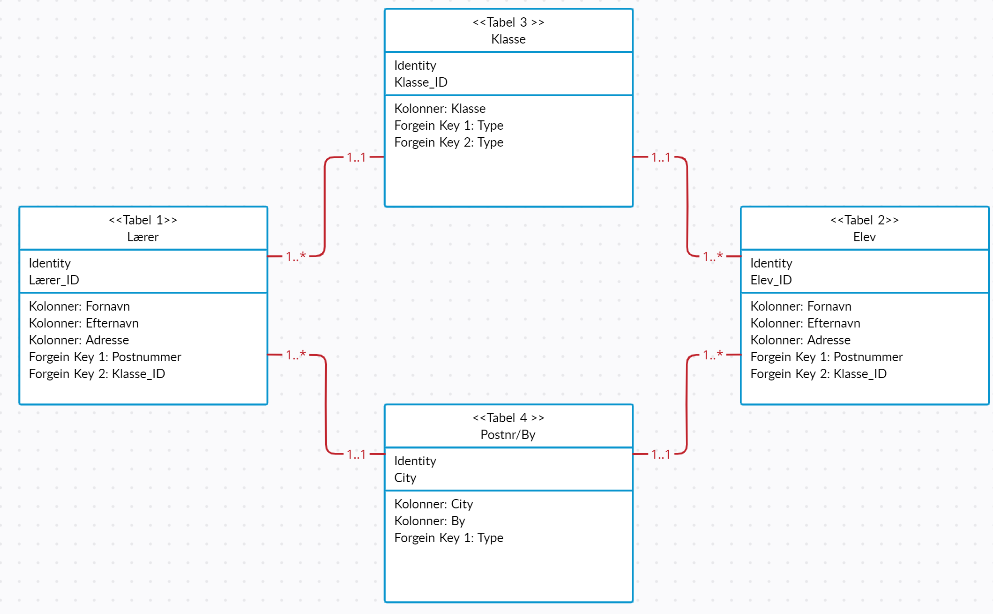 <<Tabel 3 >>
Klasse
Identity
Klasse_ID
Kolonner: Klasse
Forgein Key 1: Type
Forgein Key 2: Type
1..1
1..1
<<Tabel 1>>
Lærer
Identity
Lærer_ID
Kolonner: Fornavn
Kolonner: Efternavn
Kolonner: Adresse
Forgein Key 1: Postnummer
Forgein Key 2: Klasse_ID
1..*
1..*
<<Tabel 2>>
Elev
Identity
Elev_ID
Kolonner: Fornavn
Kolonner: Efternavn
Kolonner: Adresse
Forgein Key 1: Postnummer
Forgein Key 2: Klasse_ID
1..*
1..*
<<Tabel 4 >>
Postnr/By
Identity
City
Kolonner: City
Kolonner: By
Forgein Key 1: Type
1..1
1..1